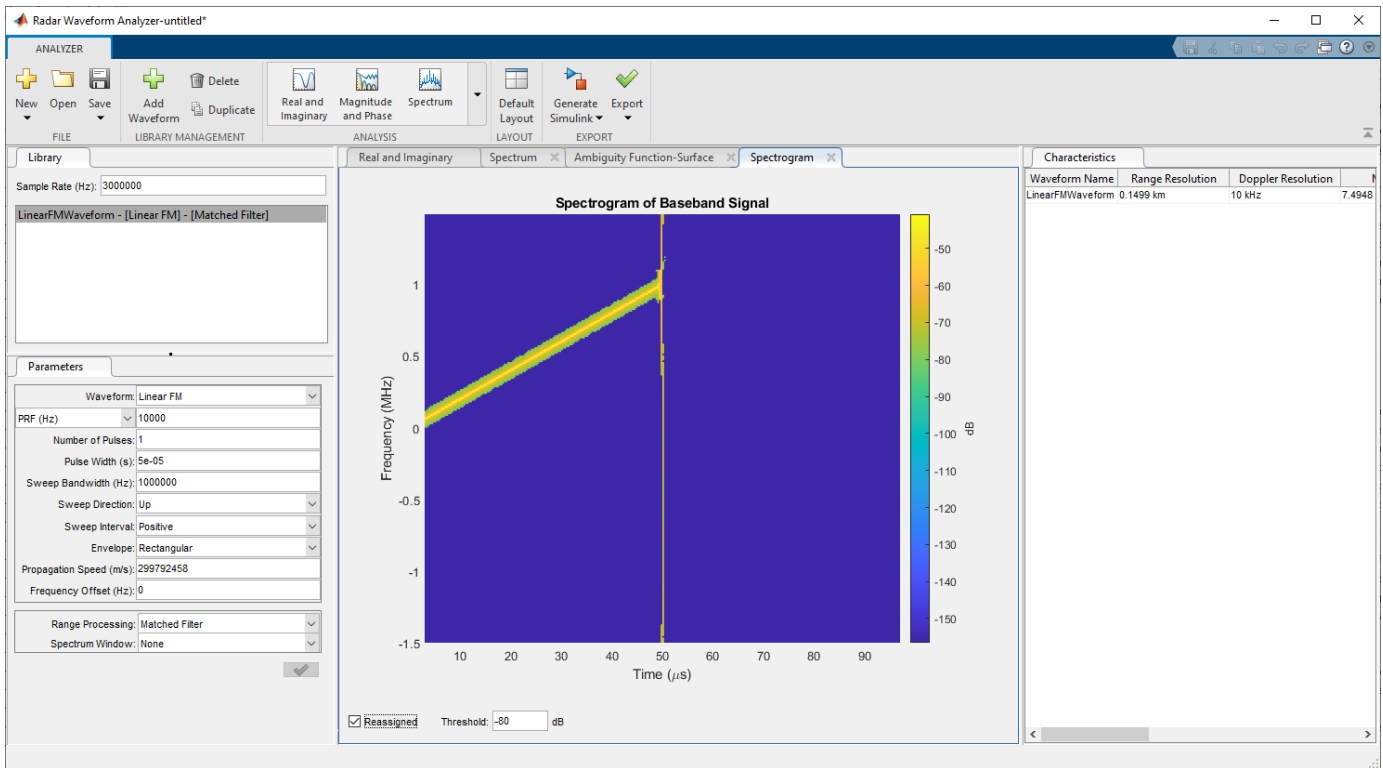 Radar Waveform Analyzer-untitled*
ANALYZER
New Open Save Add Waveform Delete Duplicate Real and Imaginary Magnitude and Phase Spectrum Default Layout Generate Simulink Export
FILE LIBRARY MANAGEMENT ANALYSIS LAYOUT EXPORT
Library
Sample Rate (Hz): 3000000
LinearFMWaveform - [Linear FM] - [Matched Filter]
Parameters
Waveform: Linear FM
PRF (Hz) 10000
Number of Pulses: 1
Pulse Width (s): 5e-05
Sweep Bandwidth (Hz): 1000000
Sweep Direction: Up
Sweep Interval: Positive
Envelope: Rectangular
Propagation Speed (m/s): 299792458
Frequency Offset (Hz): 0
Range Processing: Matched Filter
Spectrum Window: None
Real and Imaginary Spectrum Ambiguity Function-Surface Spectrogram
Spectrogram of Baseband Signal
1
0.5
0
-0.5
-1
-1.5
Frequency (MHz)
10 20 30 40 50 60 70 80 90
Time (μs)
-50
-60
-70
-80
-90
-100
-110
-120
-130
-140
-150
dB
Reassigned Threshold: -80 dB
Characteristics
Waveform Name Range Resolution Doppler Resolution
LinearFMWaveform 0.1499 km 10 kHz 7.4948